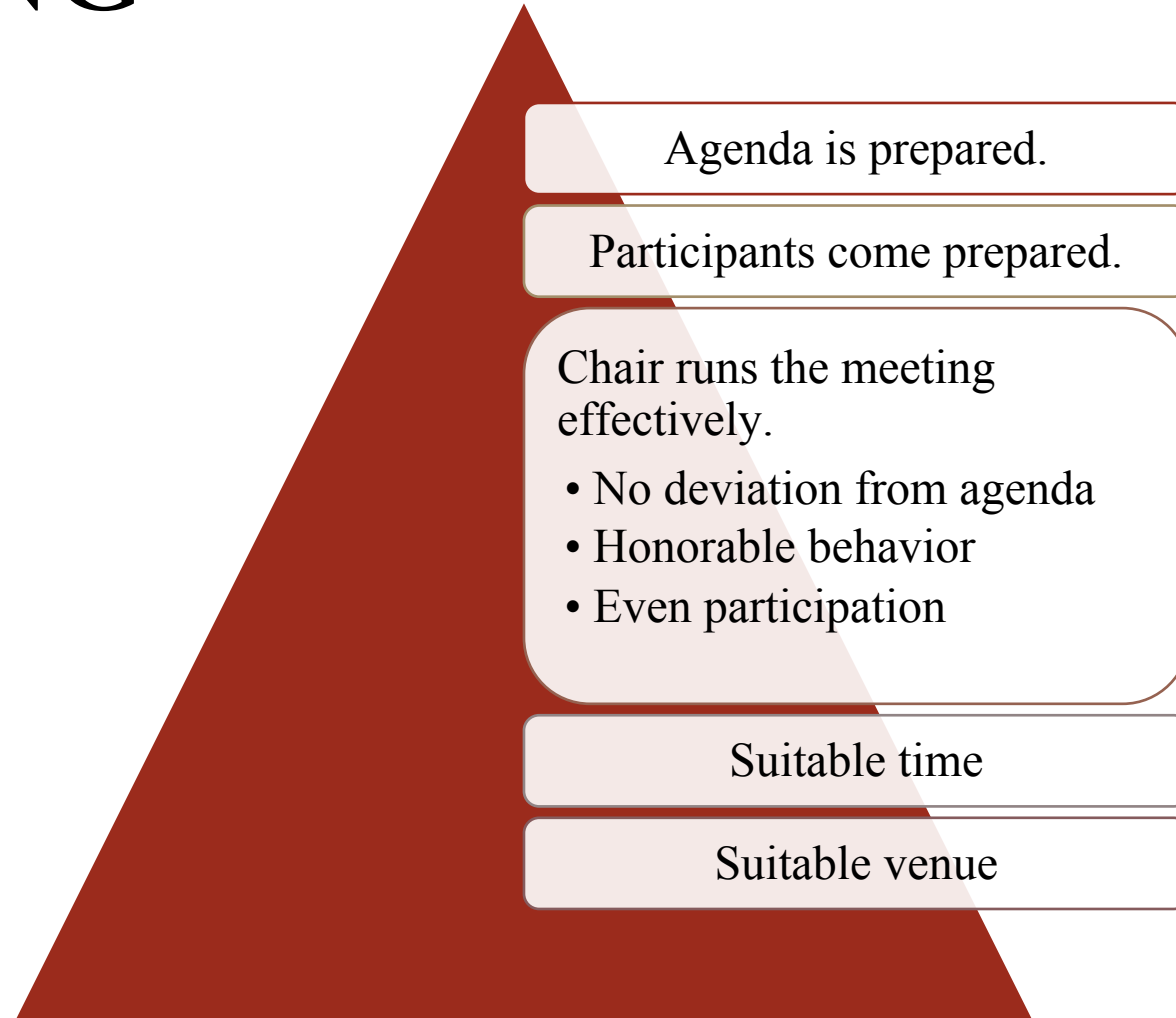 Agenda is prepared.
Participants come prepared.
Chair runs the meeting
effectively.
• No deviation from agenda
• Honorable behavior
• Even participation
Suitable time
Suitable venue